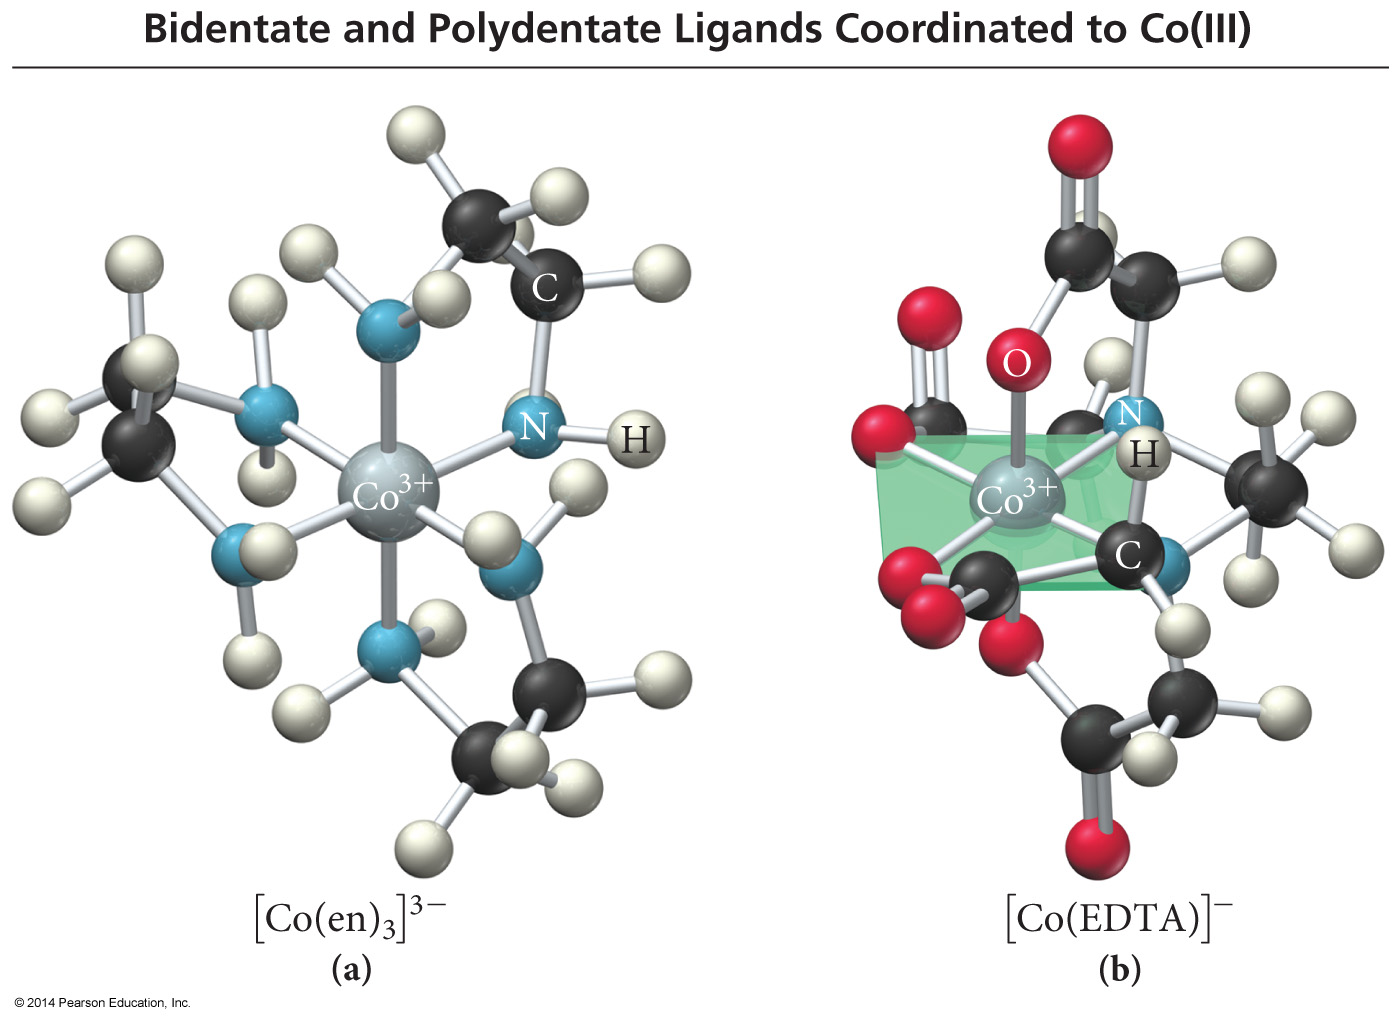 Bidentate and Polydentate Ligands Coordinated to Co(III)
C
N
H
Co³⁺
O
N
H
Co³⁺
C
[Co(en)₃]³⁻
[Co(EDTA)]⁻
(a)
(b)
© 2014 Pearson Education, Inc.